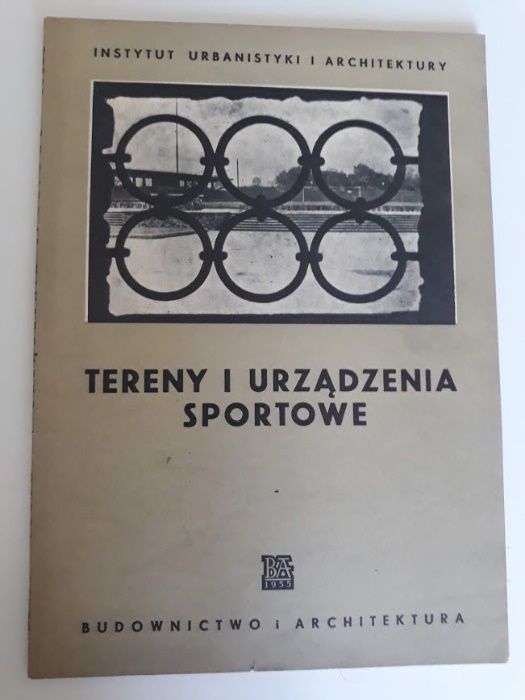 INSTYTUT URBANISTYKI I ARCHITEKTURY
TERENY I URZĄDZENIA
SPORTOWE
BA
1955
BUDOWNICTWO i ARCHITEKTURA